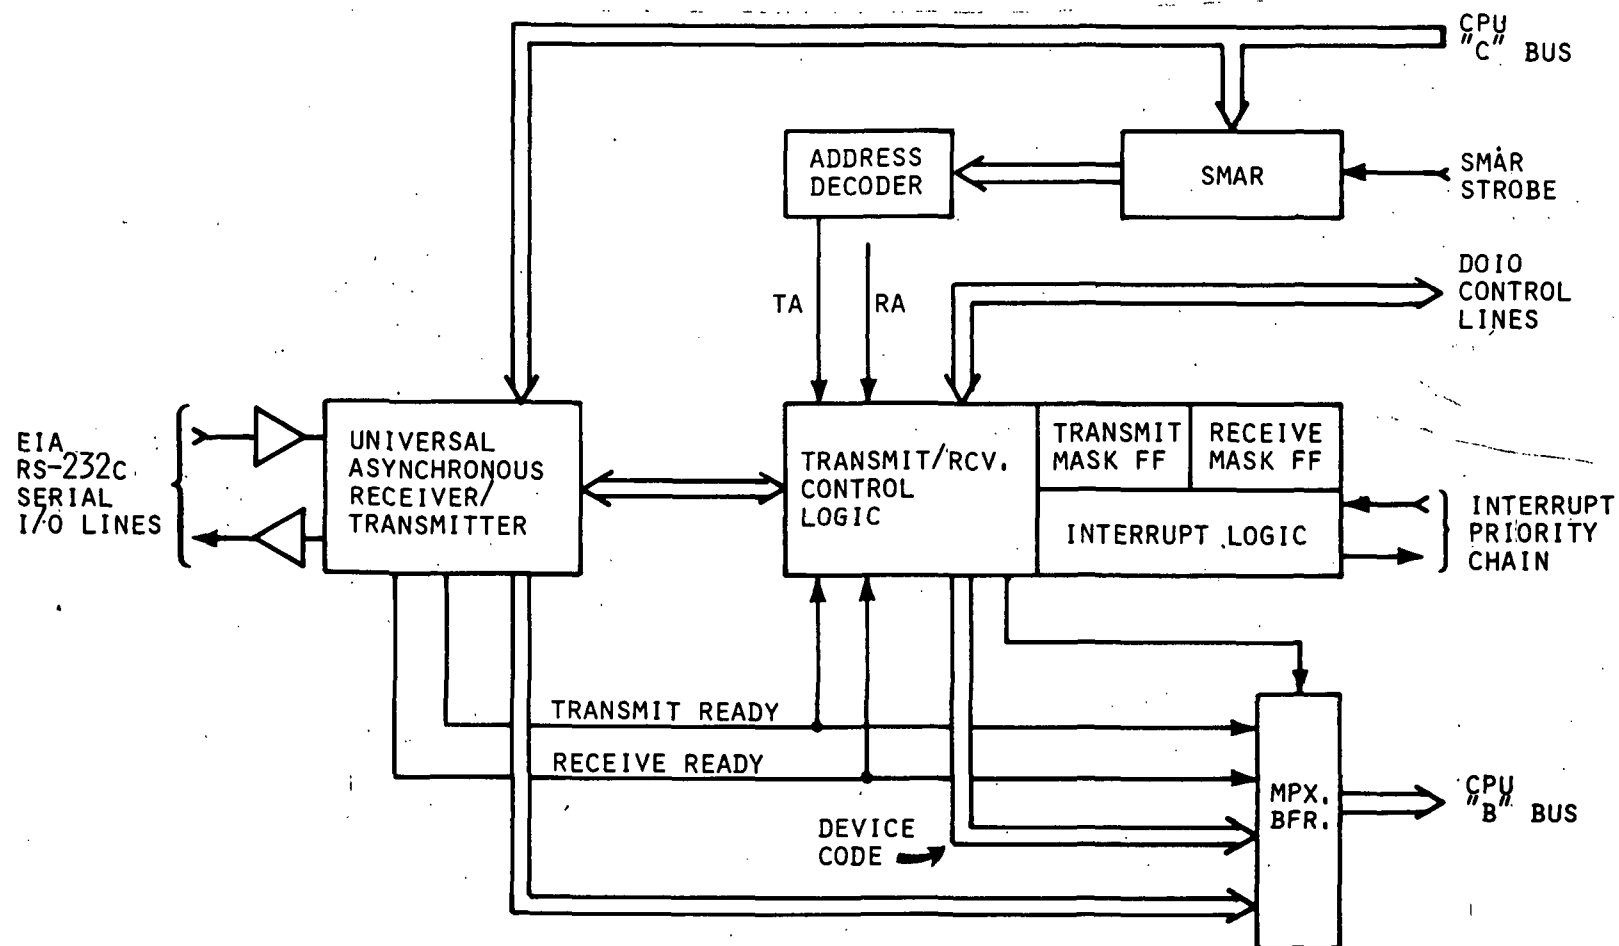 CPU
"C" BUS
ADDRESS
DECODER
SMAR
SMAR
STROBE
TA
RA
DOIO
CONTROL
LINES
EIA
RS-232C
SERIAL
I/O LINES
UNIVERSAL
ASYNCHRONOUS
RECEIVER/
TRANSMITTER
TRANSMIT/RCV.
CONTROL
LOGIC
TRANSMIT
MASK FF
RECEIVE
MASK FF
INTERRUPT LOGIC
INTERRUPT
PRIORITY
CHAIN
TRANSMIT READY
RECEIVE READY
DEVICE
CODE
MPX.
BFR.
CPU
"B" BUS